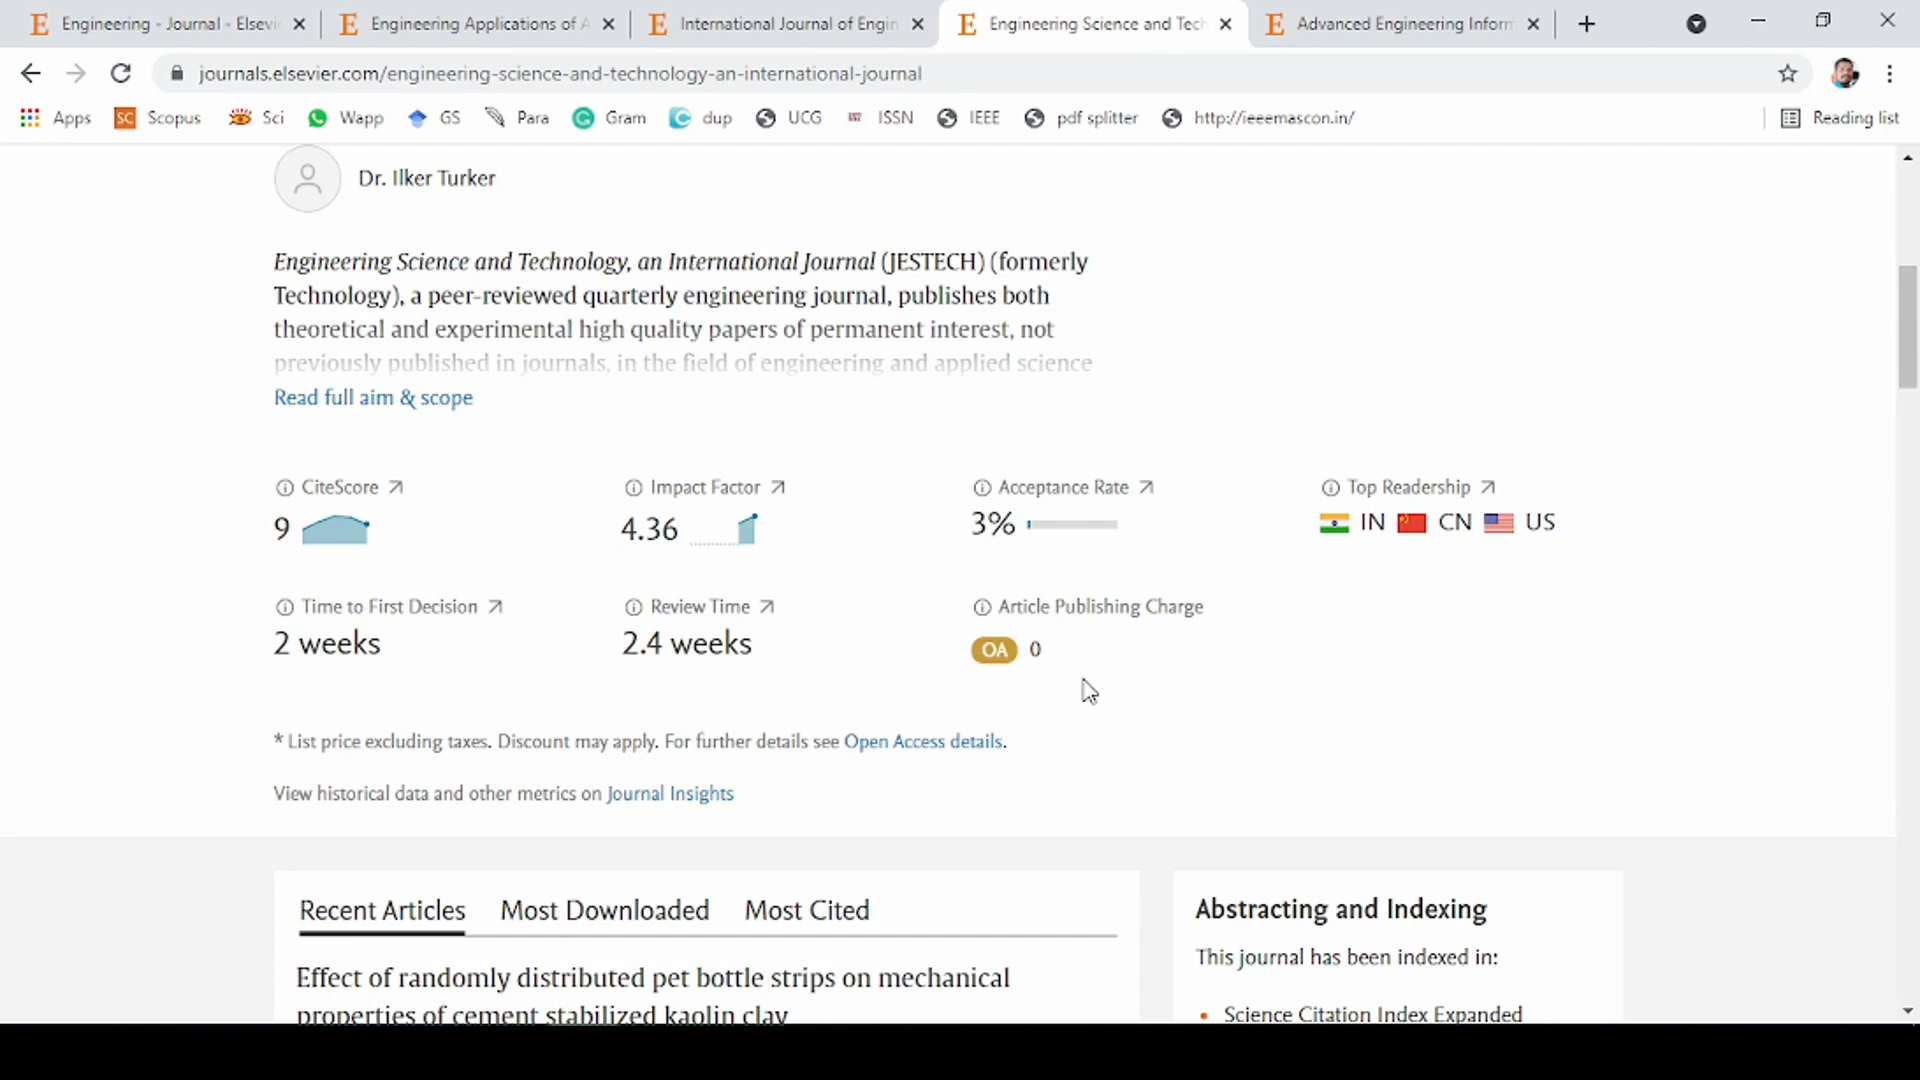 Engineering - Journal - Elsevi
Engineering Applications of A
International Journal of Engin
Engineering Science and Tech
Advanced Engineering Inform
journals.elsevier.com/engineering-science-and-technology-an-international-journal
Apps
SC Scopus
Sci
Wapp
GS
Para
Gram
dup
UCG
ISSN
IEEE
pdf splitter
http://ieeemascon.in/
Reading list
Dr. Ilker Turker
Engineering Science and Technology, an International Journal (JESTECH) (formerly
Technology), a peer-reviewed quarterly engineering journal, publishes both
theoretical and experimental high quality papers of permanent interest, not
previously published in journals, in the field of engineering and applied science
Read full aim & scope
CiteScore
9
Impact Factor
4.36
Acceptance Rate
3%
Top Readership
IN CN US
Time to First Decision
2 weeks
Review Time
2.4 weeks
Article Publishing Charge
OA 0
* List price excluding taxes. Discount may apply. For further details see Open Access details.
View historical data and other metrics on Journal Insights
Recent Articles Most Downloaded Most Cited
Effect of randomly distributed pet bottle strips on mechanical
properties of cement stabilized kaolin clay
Abstracting and Indexing
This journal has been indexed in:
• Science Citation Index Expanded